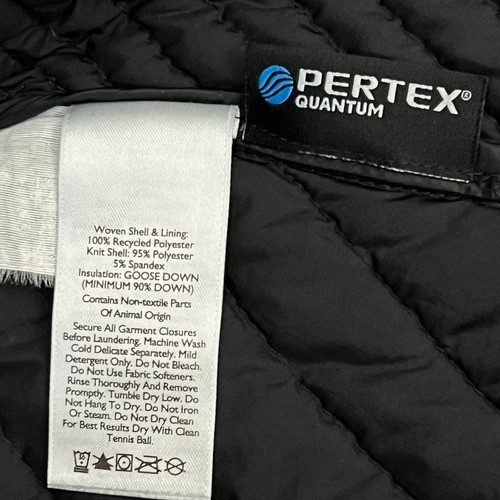 PERTEX®
QUANTUM
Woven Shell & Lining:
100% Recycled Polyester
Knit Shell: 95% Polyester
5% Spandex
Insulation: GOOSE DOWN
(MINIMUM 90% DOWN)
Contains Non-textile Parts
Of Animal Origin
Secure All Garment Closures
Before Laundering. Machine Wash
Cold Delicate Separately. Mild
Detergent Only. Do Not Bleach.
Do Not Use Fabric Softeners.
Rinse Thoroughly And Remove
Promptly. Tumble Dry Low. Do
Not Hang To Dry. Do Not Iron
Or Steam. Do Not Dry Clean
For Best Results Dry With Clean
Tennis Ball.